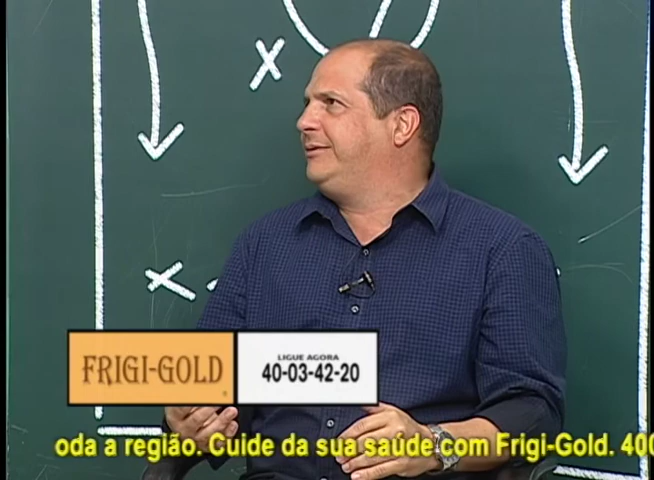 FRIGI-GOLD
LIGUE AGORA
40-03-42-20
oda a região. Cuide da sua saúde com Frigi-Gold. 400